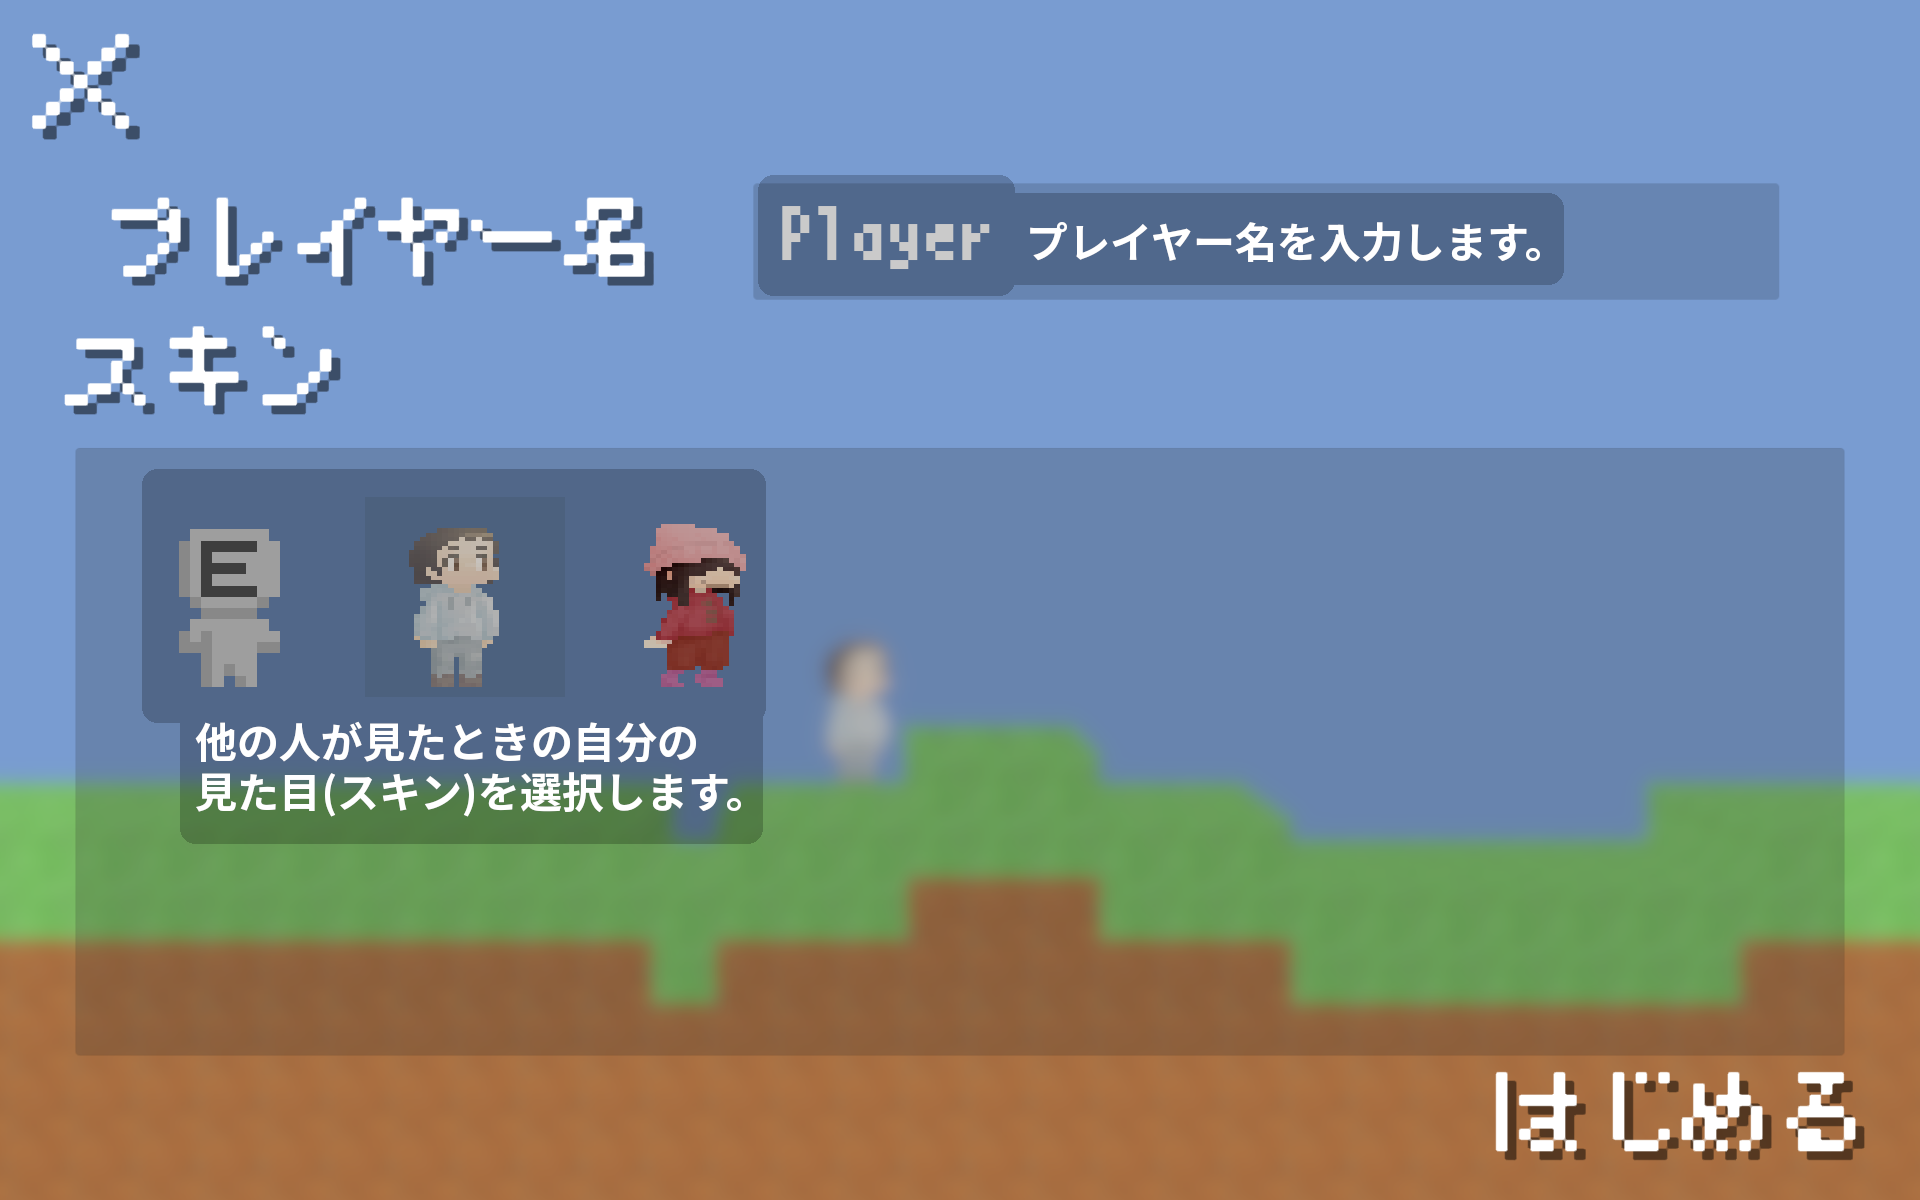 ×
プレイヤー名
Player
プレイヤー名を入力します。
スキン
E
他の人が見たときの自分の
見た目(スキン)を選択します。
はじめる